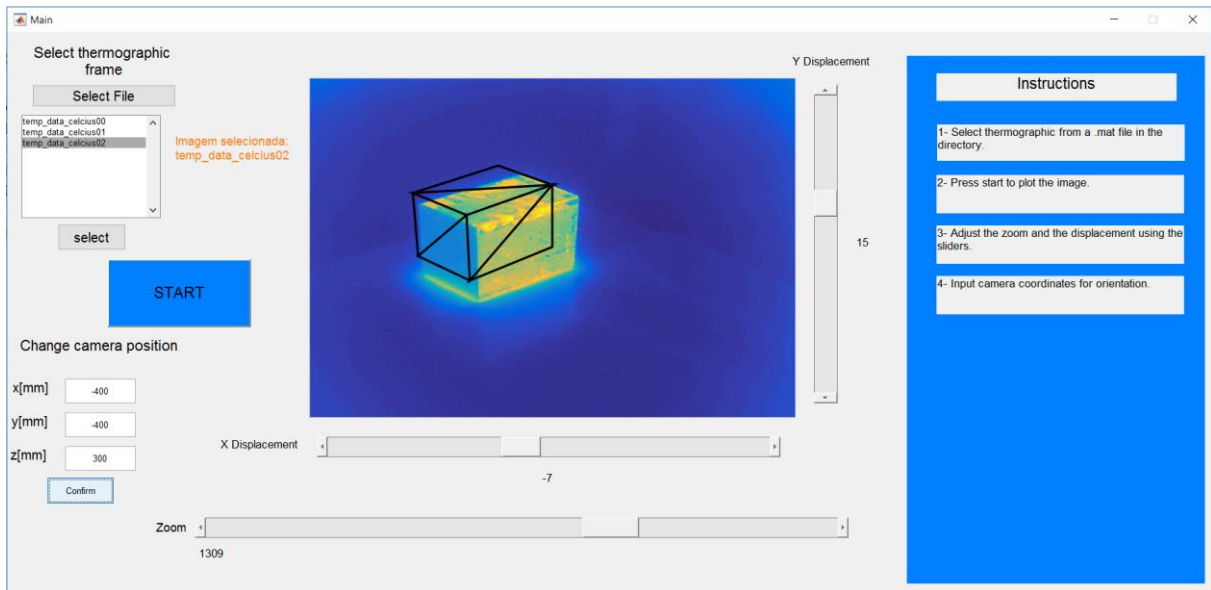 Main
Select thermographic
frame
Select File
temp_data_celcius00
temp_data_celcius01
temp_data_celcius02
Imagem selecionada:
temp_data_celcius02
select
START
Change camera position
x[mm]
-400
y[mm]
-400
z[mm]
300
Confirm
Y Displacement
15
X Displacement
-7
Zoom
1309
Instructions
1- Select thermographic from a .mat file in the
directory.
2- Press start to plot the image.
3- Adjust the zoom and the displacement using the
sliders.
4- Input camera coordinates for orientation.